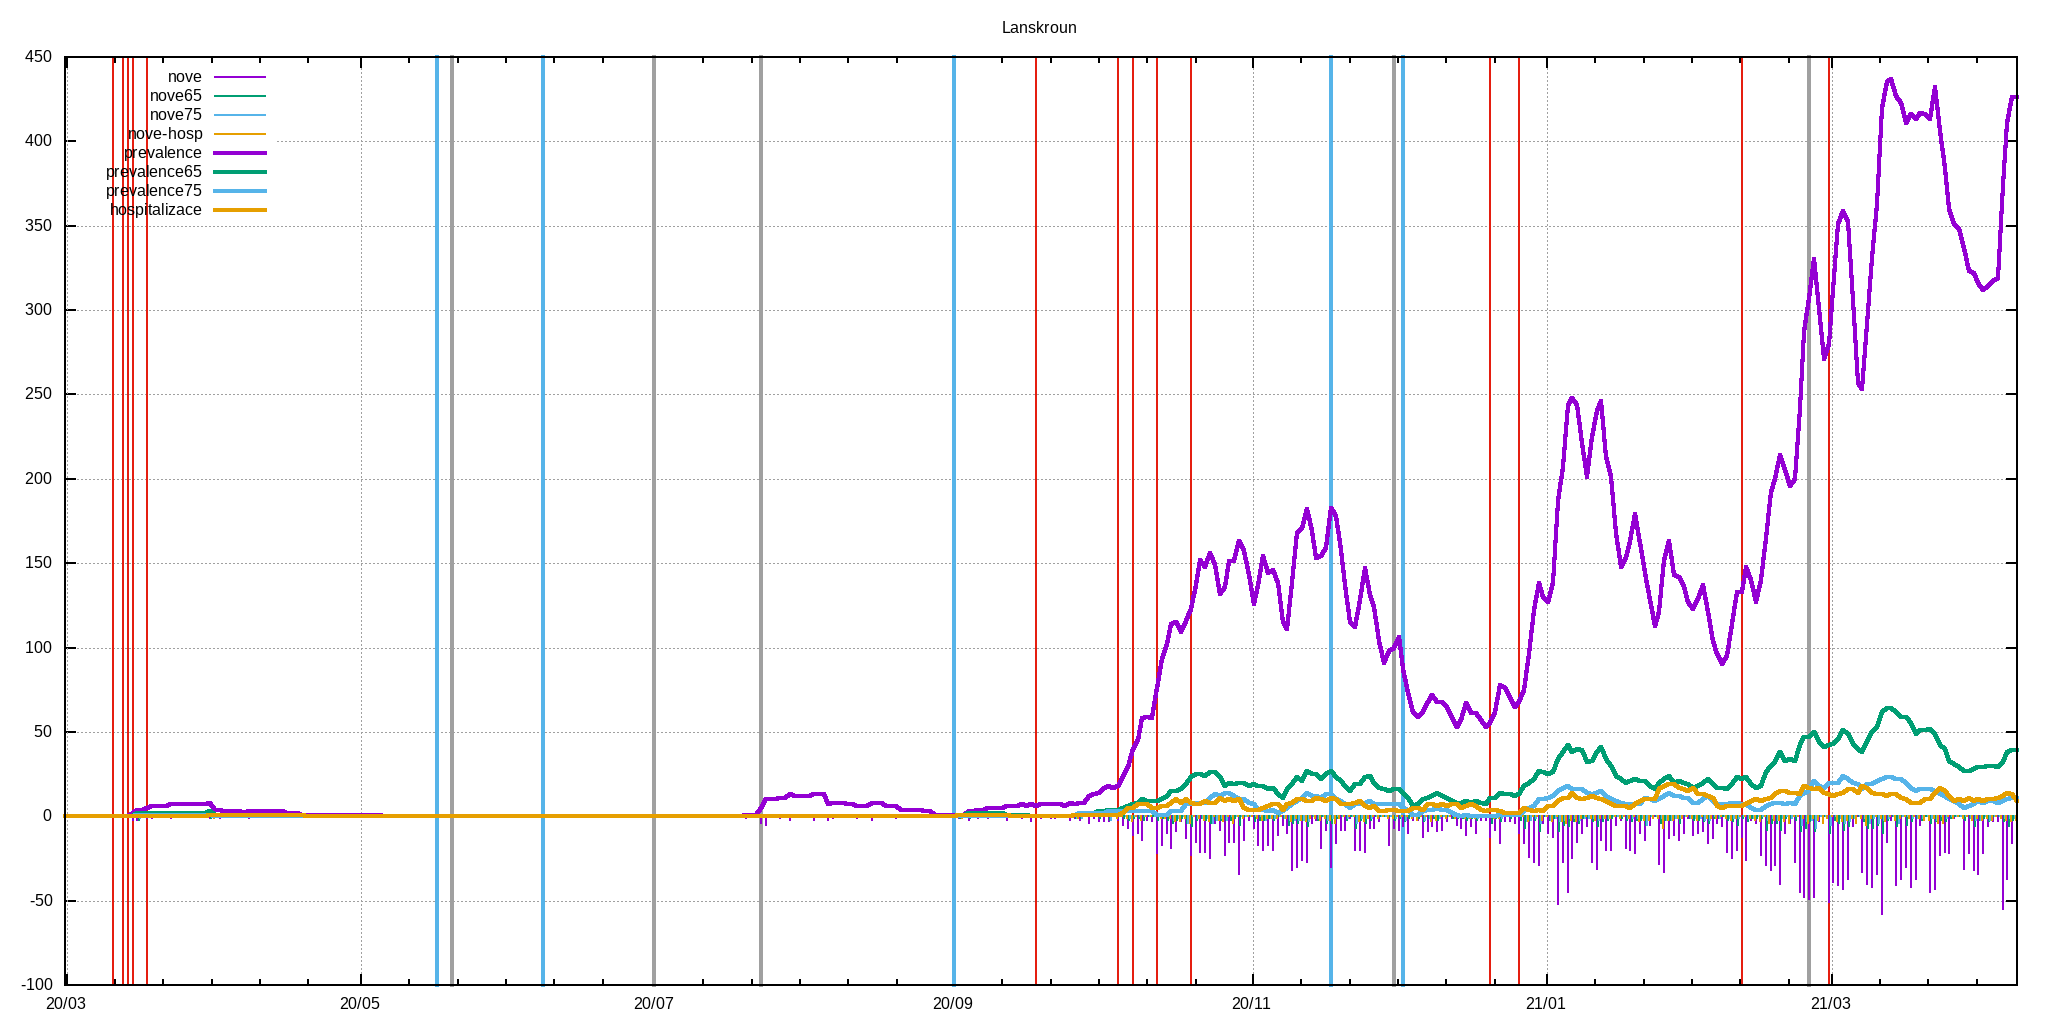 Lanskroun
450
400
350
300
250
200
150
100
50
0
-50
-100
nove
nove65
nove75
nove-hosp
prevalence
prevalence65
prevalence75
hospitalizace
20/03 20/05 20/07 20/09 20/11 21/01 21/03